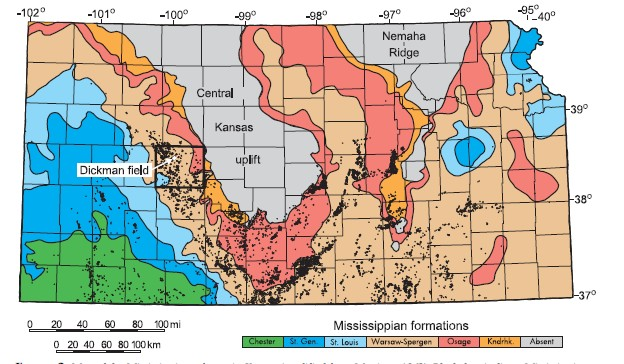 -102° -101° -100° -99° -98° -97° -96° -95° -40°
Nemaha
Ridge
Central
-39°
Kansas
uplift
Dickman field
-38°
-37°
0 20 40 60 80 100 mi
0 20 40 60 80 100 km
Mississippian formations
Chester St. Gen. St. Louis Warsaw-Spergen Osage Kndrhk. Absent